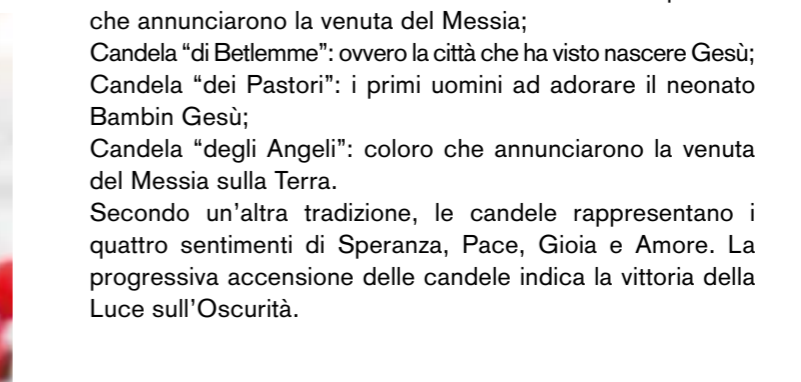 che annunciarono la venuta del Messia;
Candela “di Betlemme”: ovvero la città che ha visto nascere Gesù;
Candela “dei Pastori”: i primi uomini ad adorare il neonato
Bambin Gesù;
Candela “degli Angeli”: coloro che annunciarono la venuta
del Messia sulla Terra.
Secondo un’altra tradizione, le candele rappresentano i
quattro sentimenti di Speranza, Pace, Gioia e Amore. La
progressiva accensione delle candele indica la vittoria della
Luce sull’Oscurità.